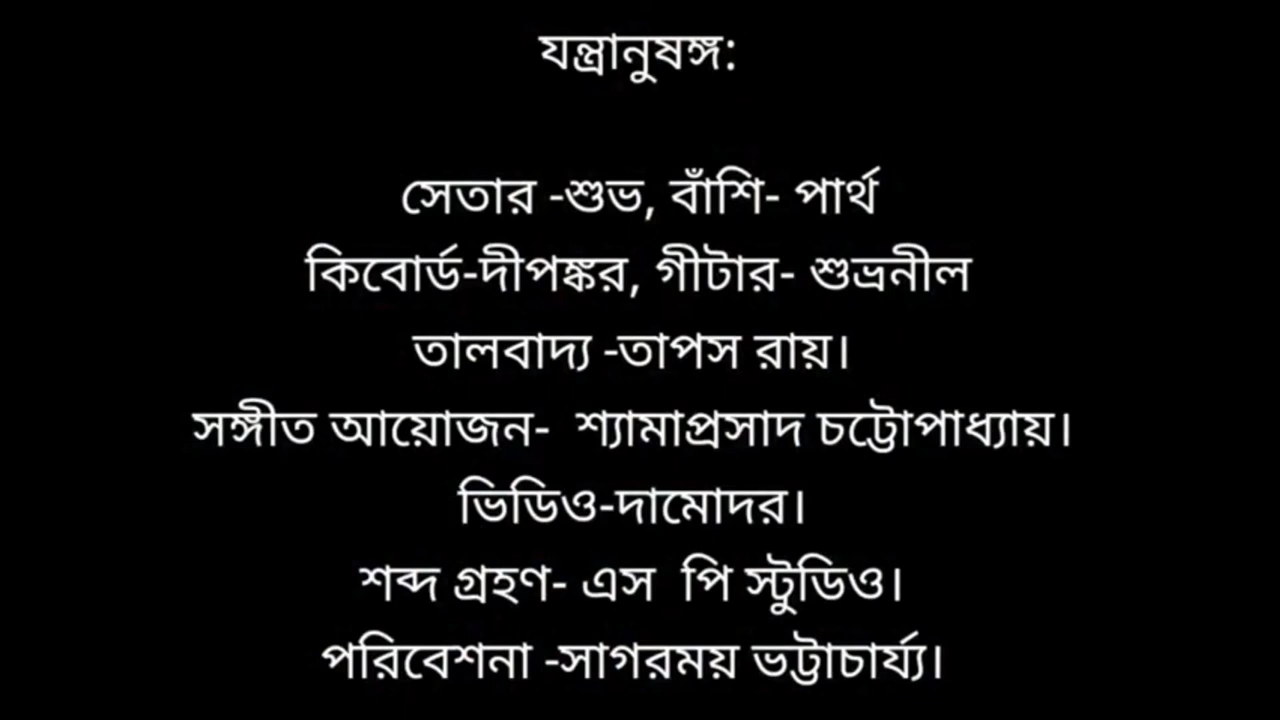 যন্ত্রানুষঙ্গ:
সেতার -শুভ, বাঁশি- পার্থ
কিবোর্ড-দীপঙ্কর, গীটার- শুভ্রনীল
তালবাদ্য -তাপস রায়।
সঙ্গীত আয়োজন-  শ্যামাপ্রসাদ চট্টোপাধ্যায়।
ভিডিও-দামোদর।
শব্দ গ্রহণ- এস  পি স্টুডিও।
পরিবেশনা -সাগরময় ভট্টাচার্য্য।